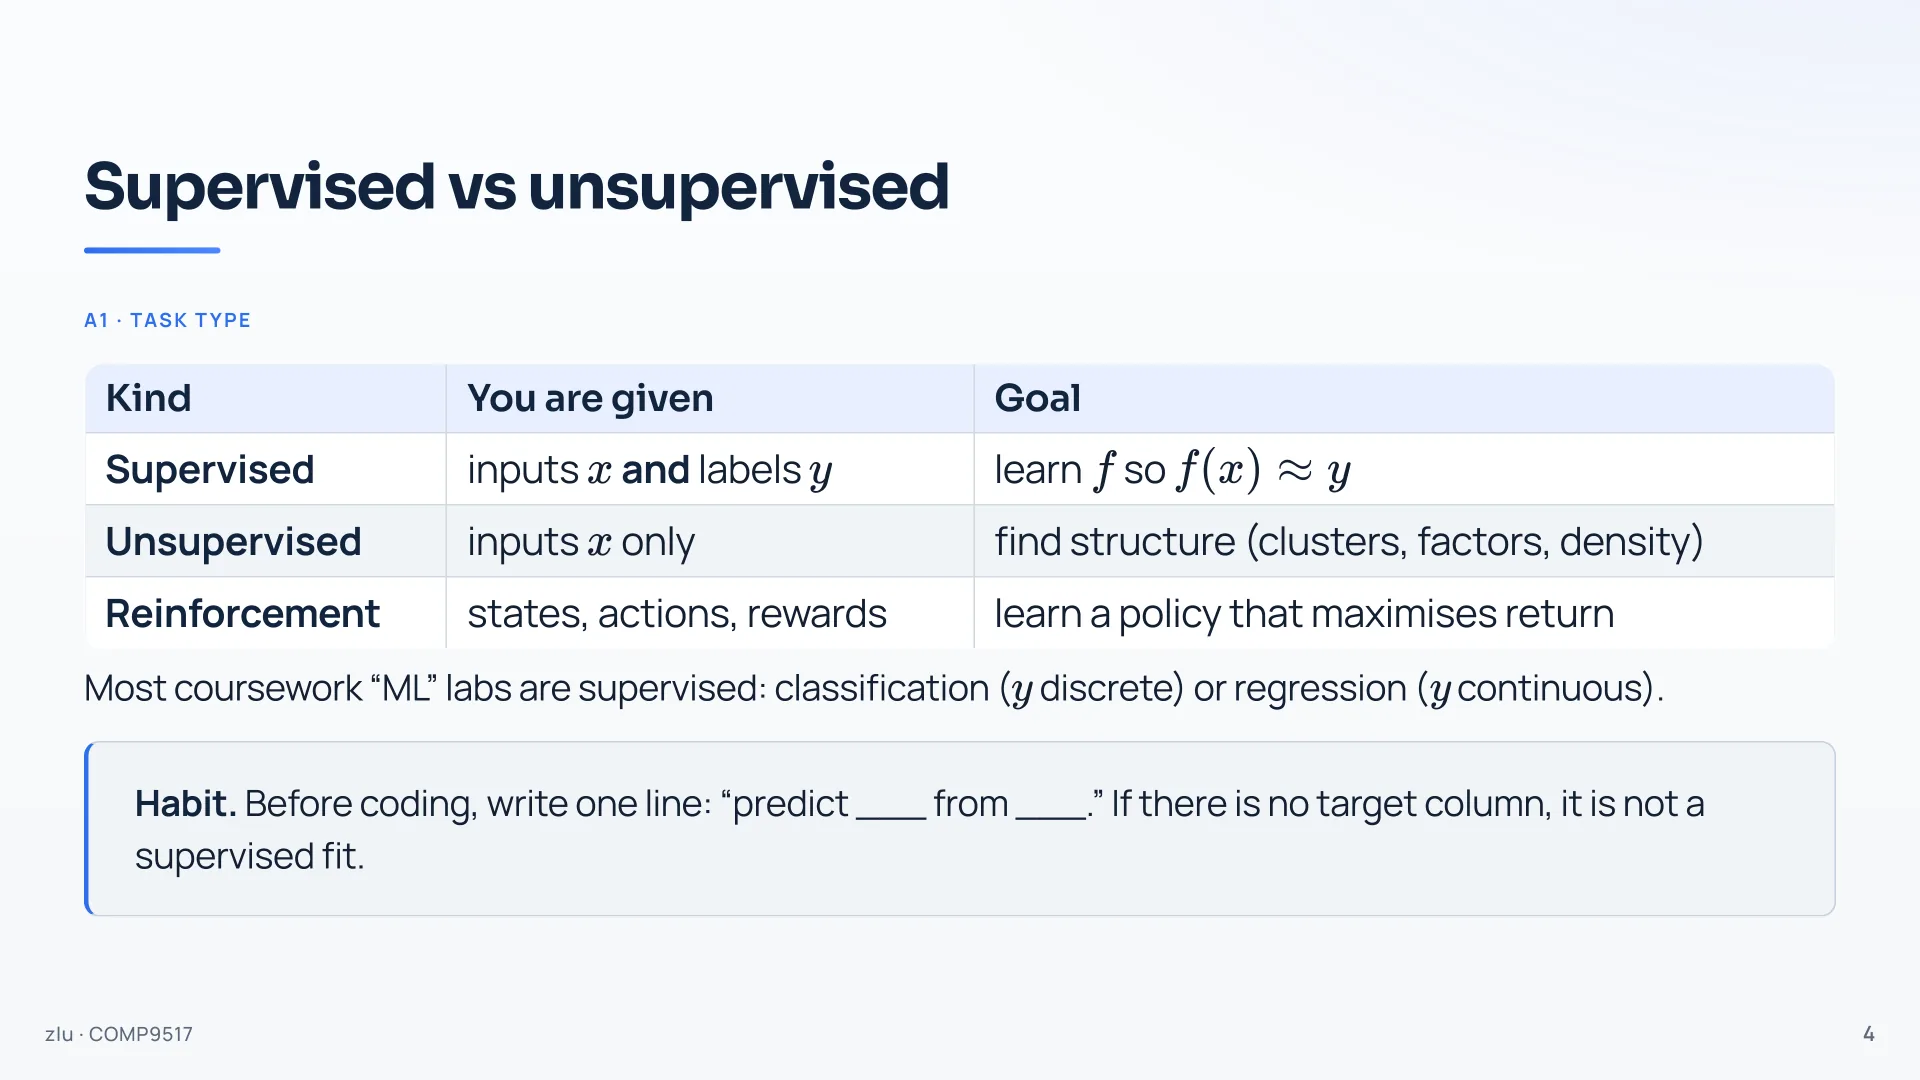 Supervised vs unsupervised
A1 · TASK TYPE
Kind You are given Goal
Supervised inputs x and labels y learn f so f(x) ≈ y
Unsupervised inputs x only find structure (clusters, factors, density)
Reinforcement states, actions, rewards learn a policy that maximises return
Most coursework “ML” labs are supervised: classification (y discrete) or regression (y continuous).
Habit. Before coding, write one line: “predict ____ from ____.” If there is no target column, it is not a
supervised fit.
zlu · COMP9517
4